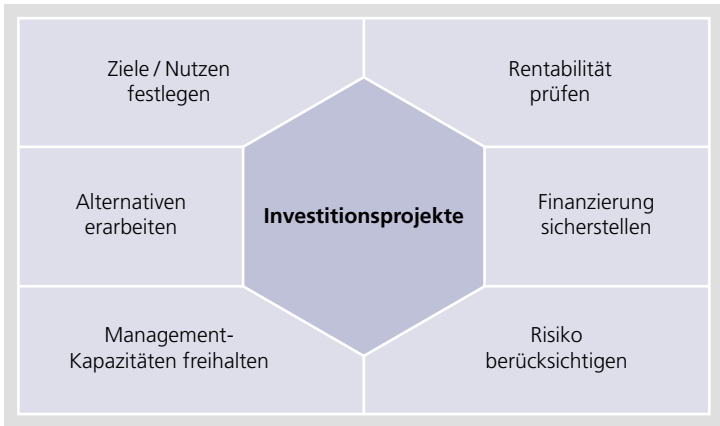 Ziele / Nutzen
festlegen
Rentabilität
prüfen
Alternativen
erarbeiten
Investitionsprojekte
Finanzierung
sicherstellen
Management-
Kapazitäten freihalten
Risiko
berücksichtigen